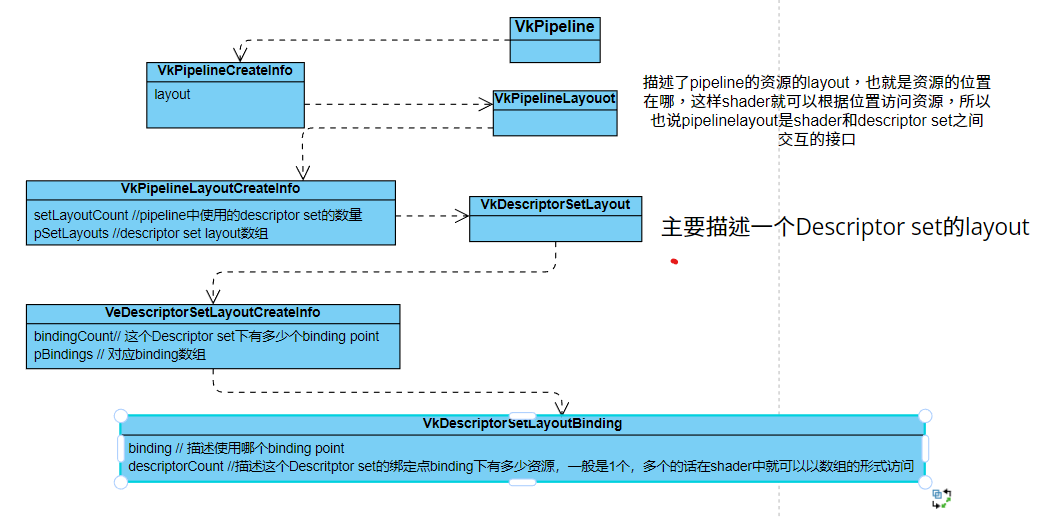 VkPipeline
VkPipelineCreateInfo
layout
VkPipelineLayouot
描述了pipeline的资源的layout，也就是资源的位置
在哪，这样shader就可以根据位置访问资源，所以
也说pipelinelayout是shader和descriptor set之间
交互的接口
VkPipelineLayoutCreateInfo
setLayoutCount //pipeline中使用的descriptor set的数量
pSetLayouts //descriptor set layout数组
VkDescriptorSetLayout
主要描述一个Descriptor set的layout
VeDescriptorSetLayoutCreateInfo
bindingCount// 这个Descriptor set下有多少个binding point
pBindings // 对应binding数组
VkDescriptorSetLayoutBinding
binding // 描述使用哪个binding point
descriptorCount //描述这个Descritptor set的绑定点binding下有多少资源，一般是1个，多个的话在shader中就可以以数组的形式访问